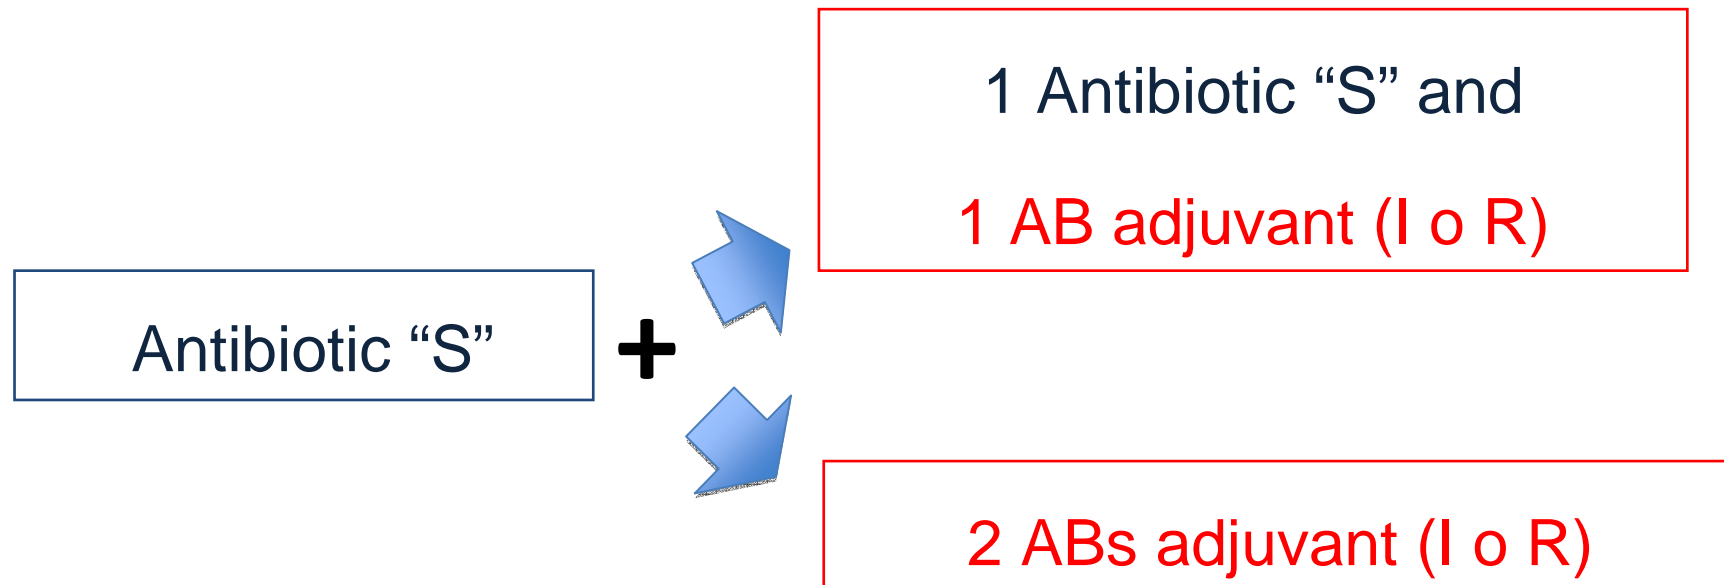 1 Antibiotic “S” and
1 AB adjuvant (I o R)
Antibiotic “S”
+
2 ABs adjuvant (I o R)